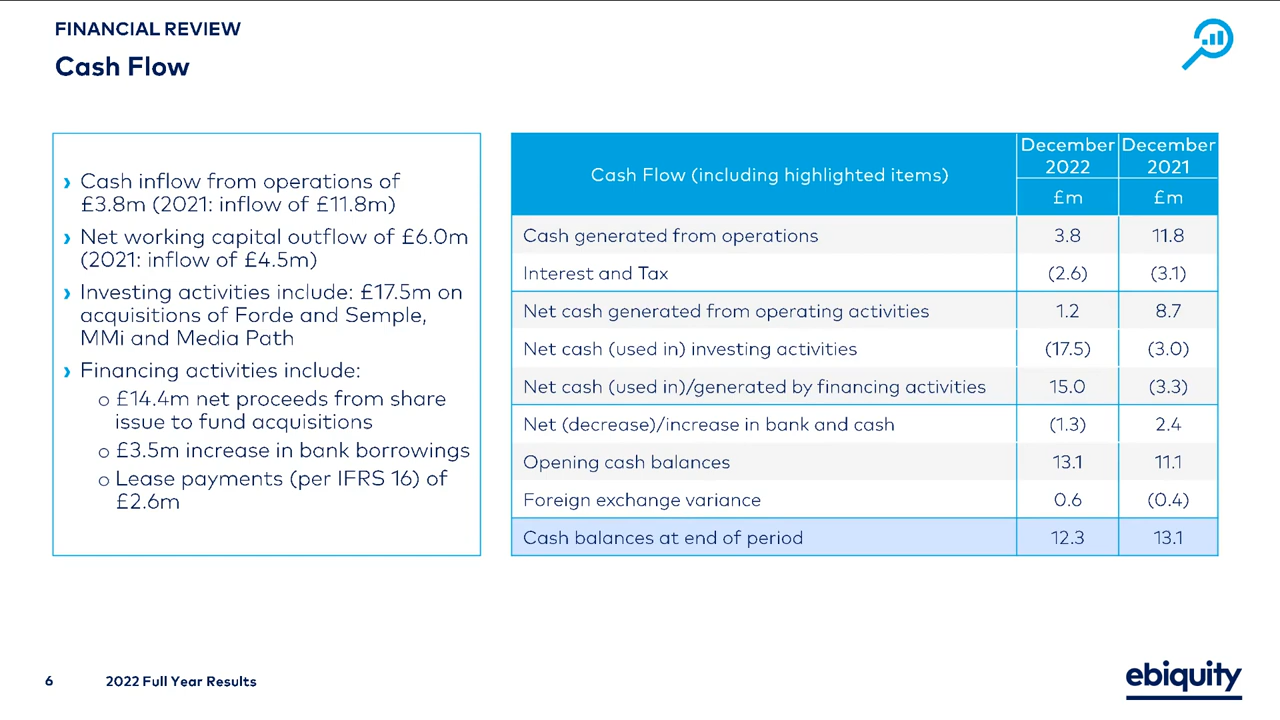 FINANCIAL REVIEW
Cash Flow
› Cash inflow from operations of
£3.8m (2021: inflow of £11.8m)
› Net working capital outflow of £6.0m
(2021: inflow of £4.5m)
› Investing activities include: £17.5m on
acquisitions of Forde and Semple,
MMi and Media Path
› Financing activities include:
o £14.4m net proceeds from share
issue to fund acquisitions
o £3.5m increase in bank borrowings
o Lease payments (per IFRS 16) of
£2.6m
Cash Flow (including highlighted items) December 2022 December 2021
£m £m
Cash generated from operations 3.8 11.8
Interest and Tax (2.6) (3.1)
Net cash generated from operating activities 1.2 8.7
Net cash (used in) investing activities (17.5) (3.0)
Net cash (used in)/generated by financing activities 15.0 (3.3)
Net (decrease)/increase in bank and cash (1.3) 2.4
Opening cash balances 13.1 11.1
Foreign exchange variance 0.6 (0.4)
Cash balances at end of period 12.3 13.1
6 2022 Full Year Results
ebiquity